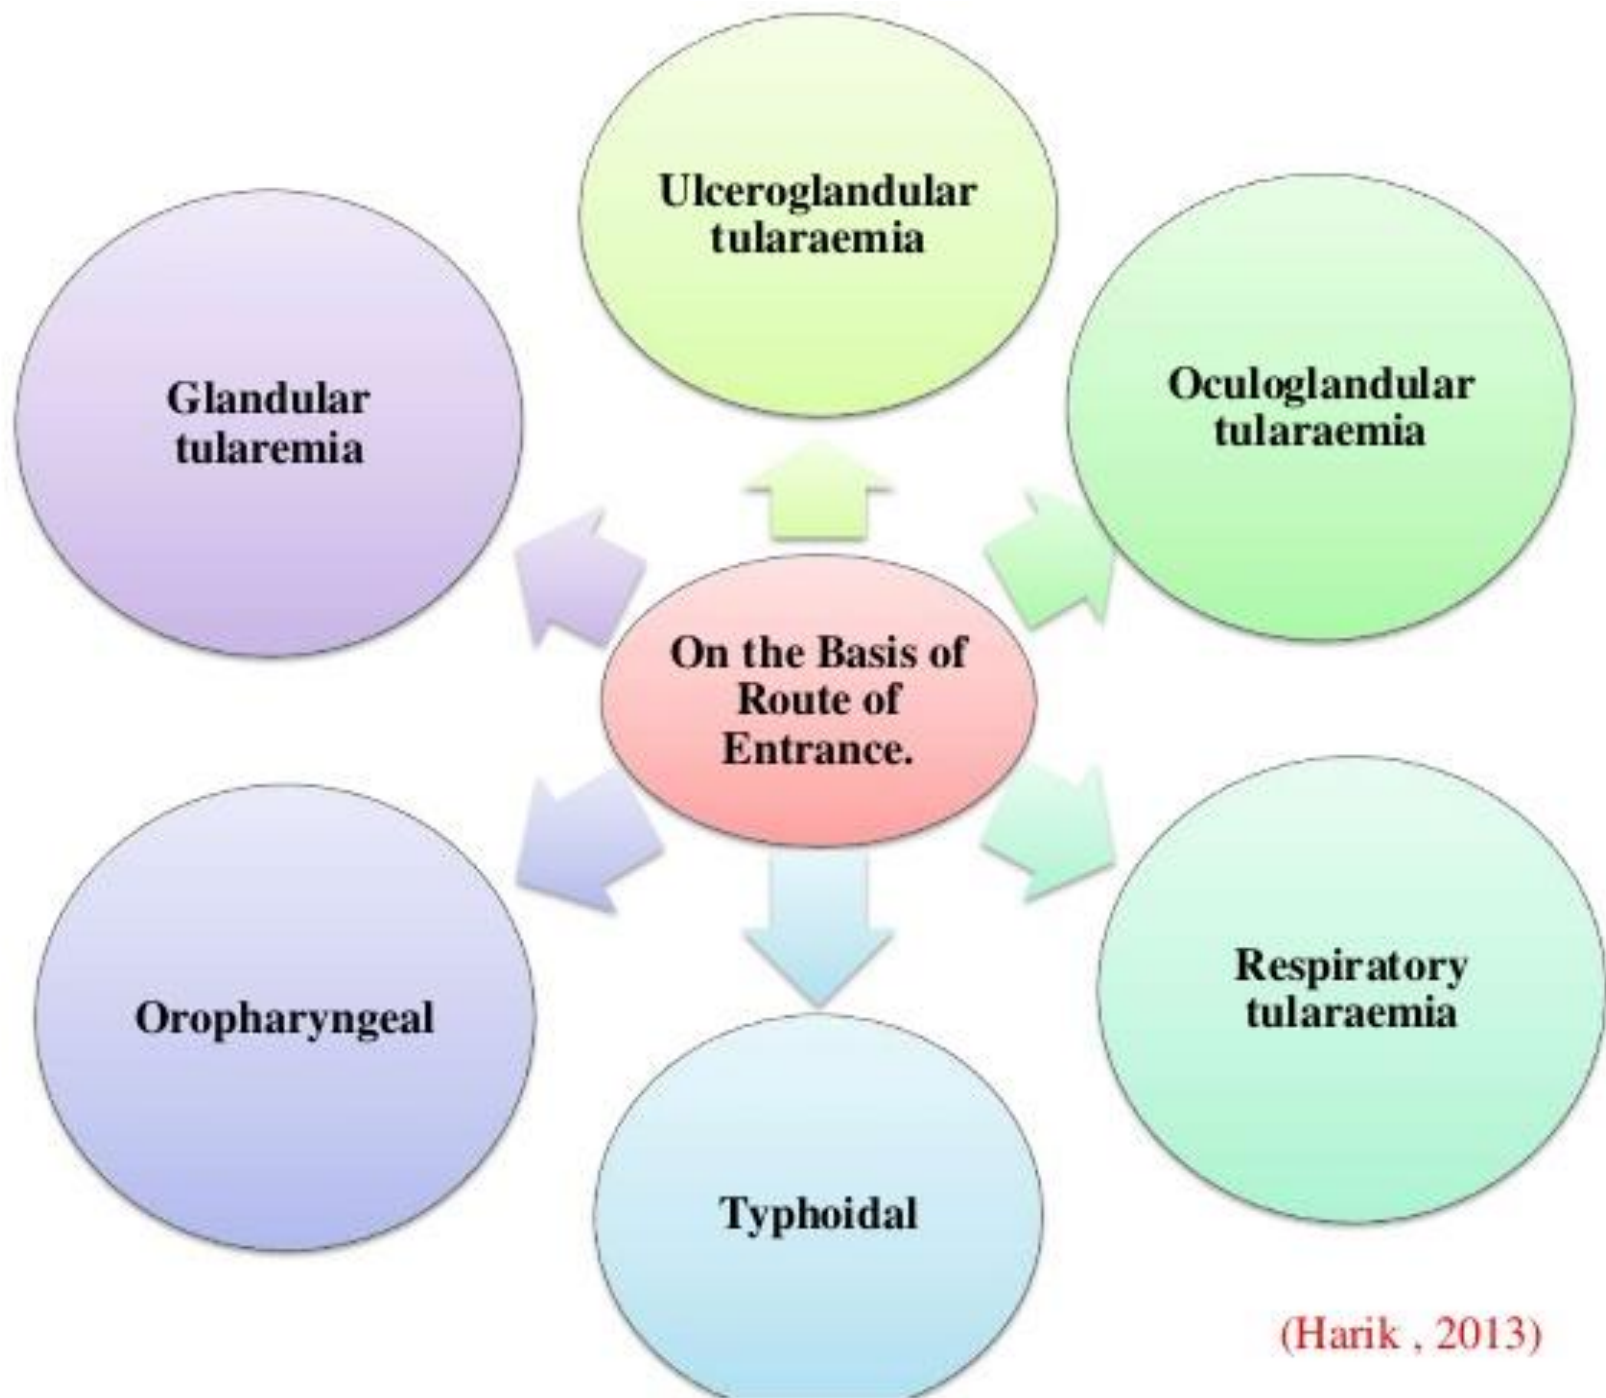 Ulceroglandular
tularaemia
Oculoglandular
tularaemia
Glandular
tularemia
On the Basis of
Route of
Entrance.
Respiratory
tularaemia
Oropharyngeal
Typhoidal
(Harik , 2013)